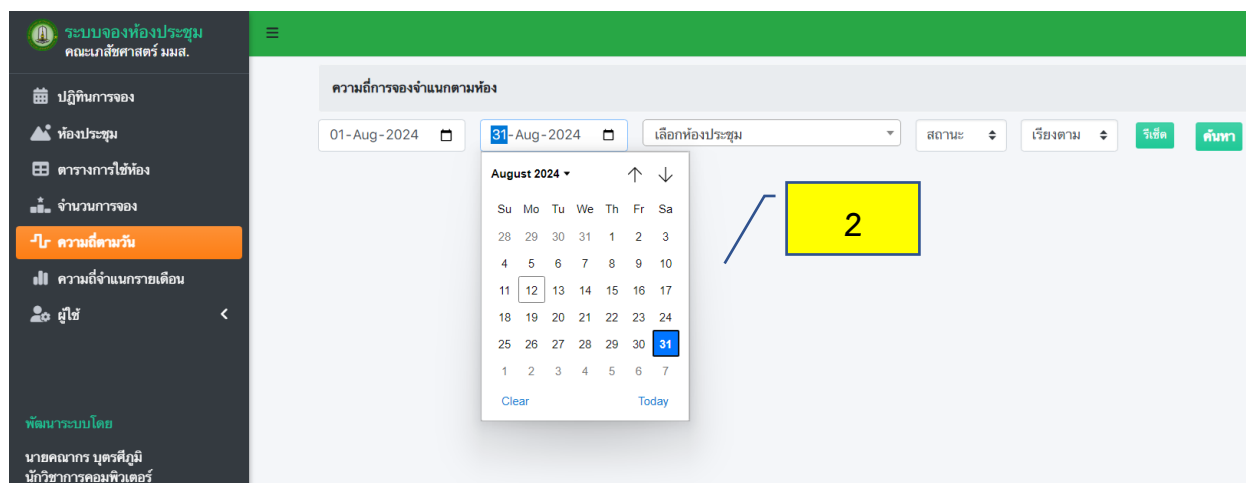 ระบบจองห้องประชุม
คณะเภสัชศาสตร์ มมส.
ปฏิทินการจอง
ห้องประชุม
ตารางการใช้ห้อง
จำนวนการจอง
ความถี่ตามวัน
ความถี่จำแนกรายเดือน
ผู้ใช้
พัฒนาระบบโดย
นายคณากร บุตรศีภูมิ
นักวิชาการคอมพิวเตอร์
ความถี่การจองจำแนกตามห้อง
01-Aug-2024 31-Aug-2024 เลือกห้องประชุม สถานะ เรียงตาม รีเซ็ต ค้นหา
August 2024
Su Mo Tu We Th Fr Sa
28 29 30 31 1 2 3
4 5 6 7 8 9 10
11 12 13 14 15 16 17
18 19 20 21 22 23 24
25 26 27 28 29 30 31
1 2 3 4 5 6 7
Clear Today
2